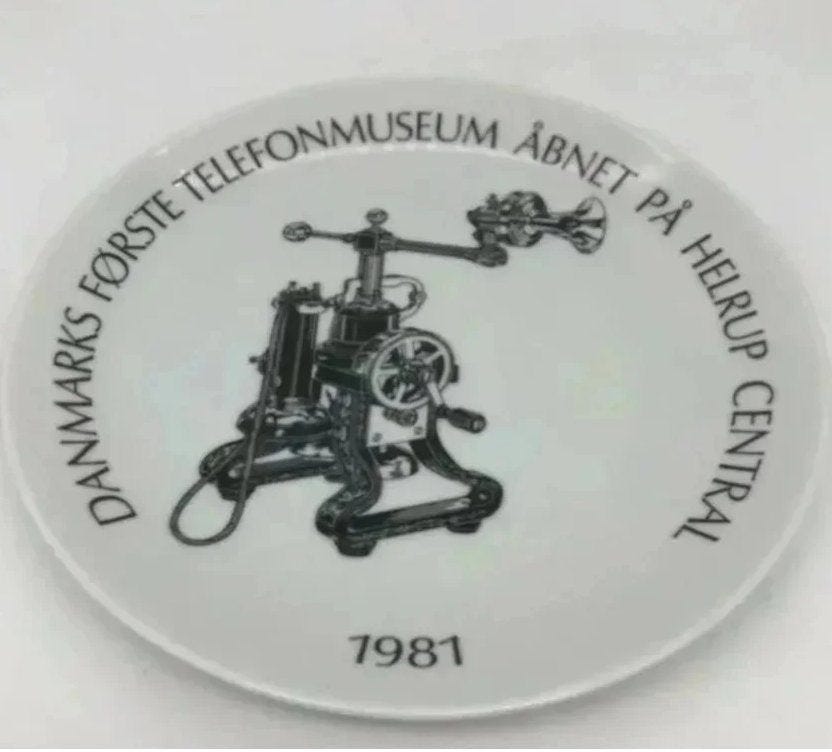 DANMARKS FØRSTE TELEFONMUSEUM ÅBNET PÅ HELRUP CENTRAL
1981